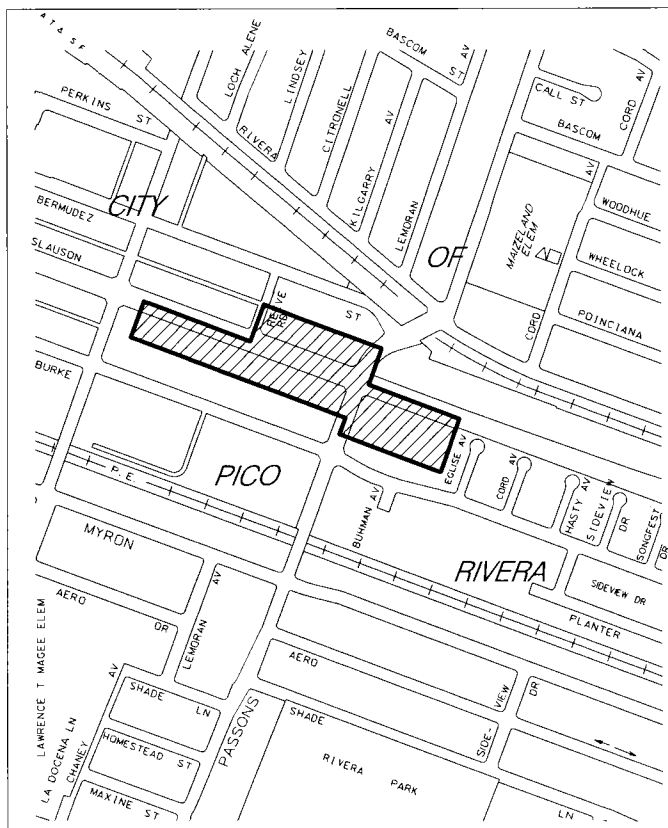 AT & SF
LOCH ALENE
LINDSEY
BASCOM
ST
AV
CALL ST
CORD AV
BASCOM
PERKINS
ST
RIVERA
CITRONELL
KILGARRY AV
LEMORAN
AV
WOODHUE
BERMUDEZ
CITY
OF
MAIZELAND
ELEM
WHEELOCK
SLAUSON
CORD
POINCIANA
ST
BURKE
EGLISE AV
CORD AV
HASTY AV
SIDEVIEW
DR
SONGFEST
DR
P.E.
PICO
BUHMAN AV
RIVERA
SIDEVIEW DR
MYRON
PLANTER
AERO
DR
LEMORAN AV
AERO
SIDE-
VIEW
DR
LAWRENCE T MAGEE ELEM
LA DOCENA LN
CHANEY AV
SHADE
LN
PASSONS
SHADE
HOMESTEAD ST
MAXINE ST
RIVERA
PARK
LN